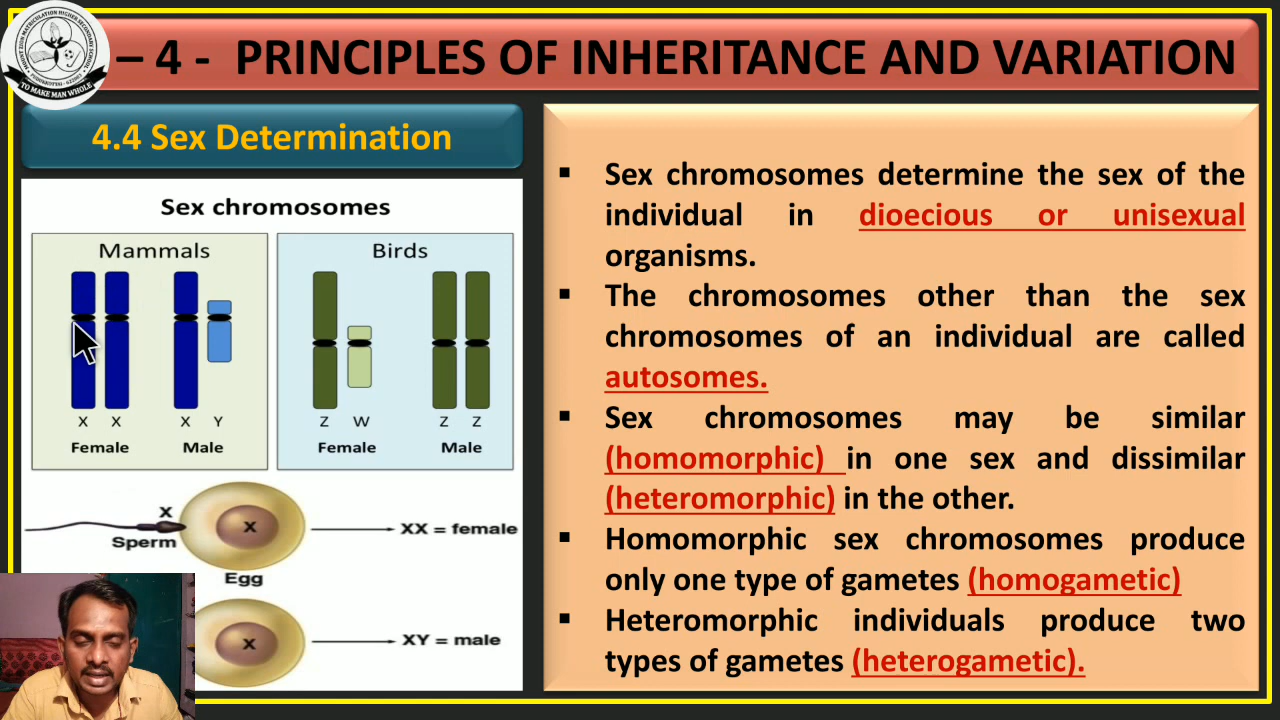 – 4 - PRINCIPLES OF INHERITANCE AND VARIATION
TO MAKE MAN WHOLE
4.4 Sex Determination
Sex chromosomes
Mammals
Birds
X X X Y
Female Male
Z W Z Z
Female Male
X
X
Sperm
Egg
XX = female
X
XY = male
▪ Sex chromosomes determine the sex of the
individual in dioecious or unisexual
organisms.
▪ The chromosomes other than the sex
chromosomes of an individual are called
autosomes.
▪ Sex chromosomes may be similar
(homomorphic) in one sex and dissimilar
(heteromorphic) in the other.
▪ Homomorphic sex chromosomes produce
only one type of gametes (homogametic)
▪ Heteromorphic individuals produce two
types of gametes (heterogametic).